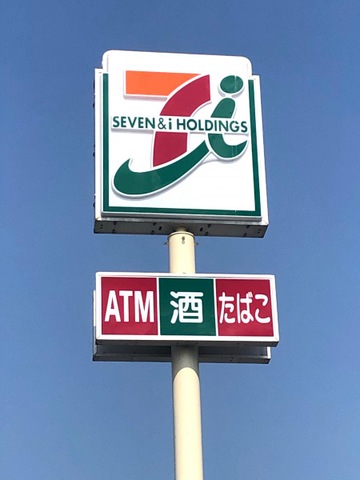 SEVEN & i HOLDINGS
ATM 酒 たばこ